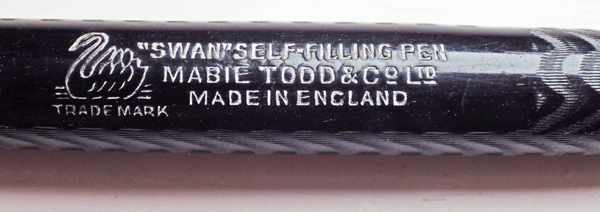 "SWAN" SELF-FILLING PEN
MABIE TODD & Co LTD
MADE IN ENGLAND
TRADE MARK